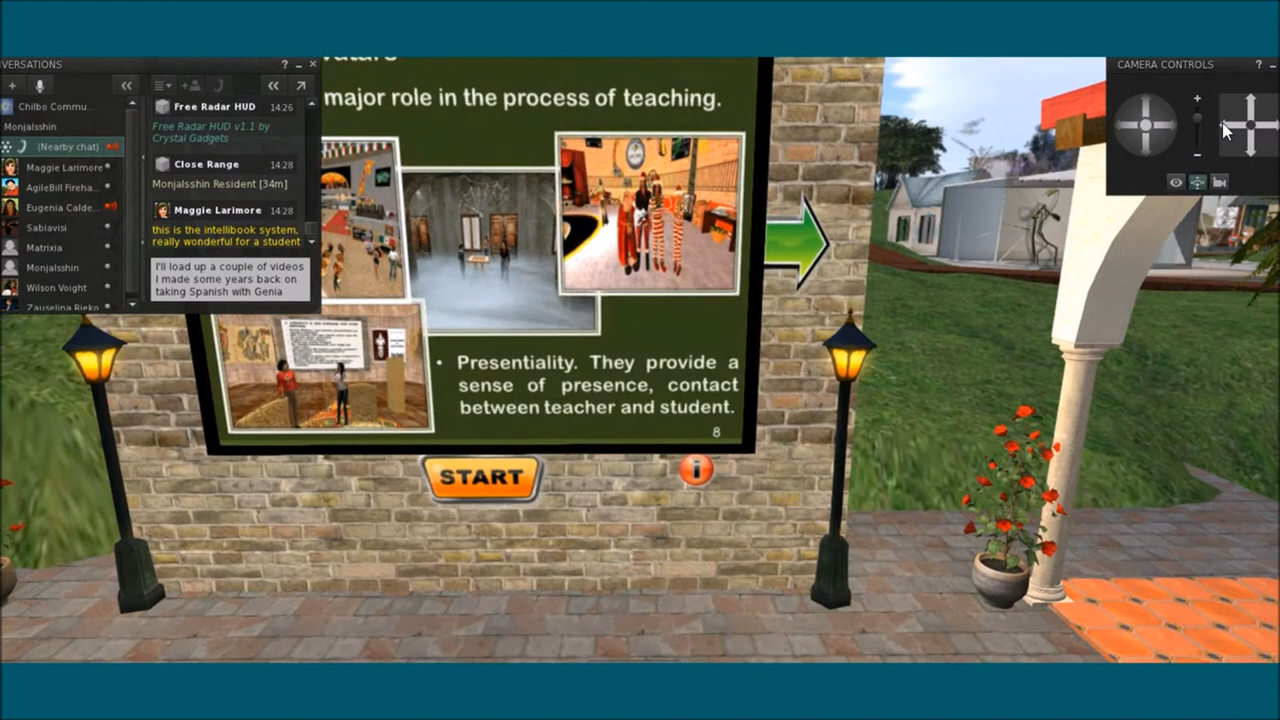 VERSATIONS
CAMERA CONTROLS
Chilbo Commu...
Monjalsshin
(Nearby chat)
Maggie Larimore
AgileBill Fireha...
Eugenia Calde...
Sabiavisi
Matrixia
Monjalsshin
Wilson Voight
Zauselina Rieko
Free Radar HUD 14:26
Free Radar HUD v1.1 by
Crystal Gadgets
Close Range 14:28
Monjalsshin Resident [34m]
Maggie Larimore 14:28
this is the intellibook system,
really wonderful for a student
I'll load up a couple of videos
I made some years back on
taking Spanish with Genia
major role in the process of teaching.
• Presentiality. They provide a
sense of presence, contact
between teacher and student.
8
START
i